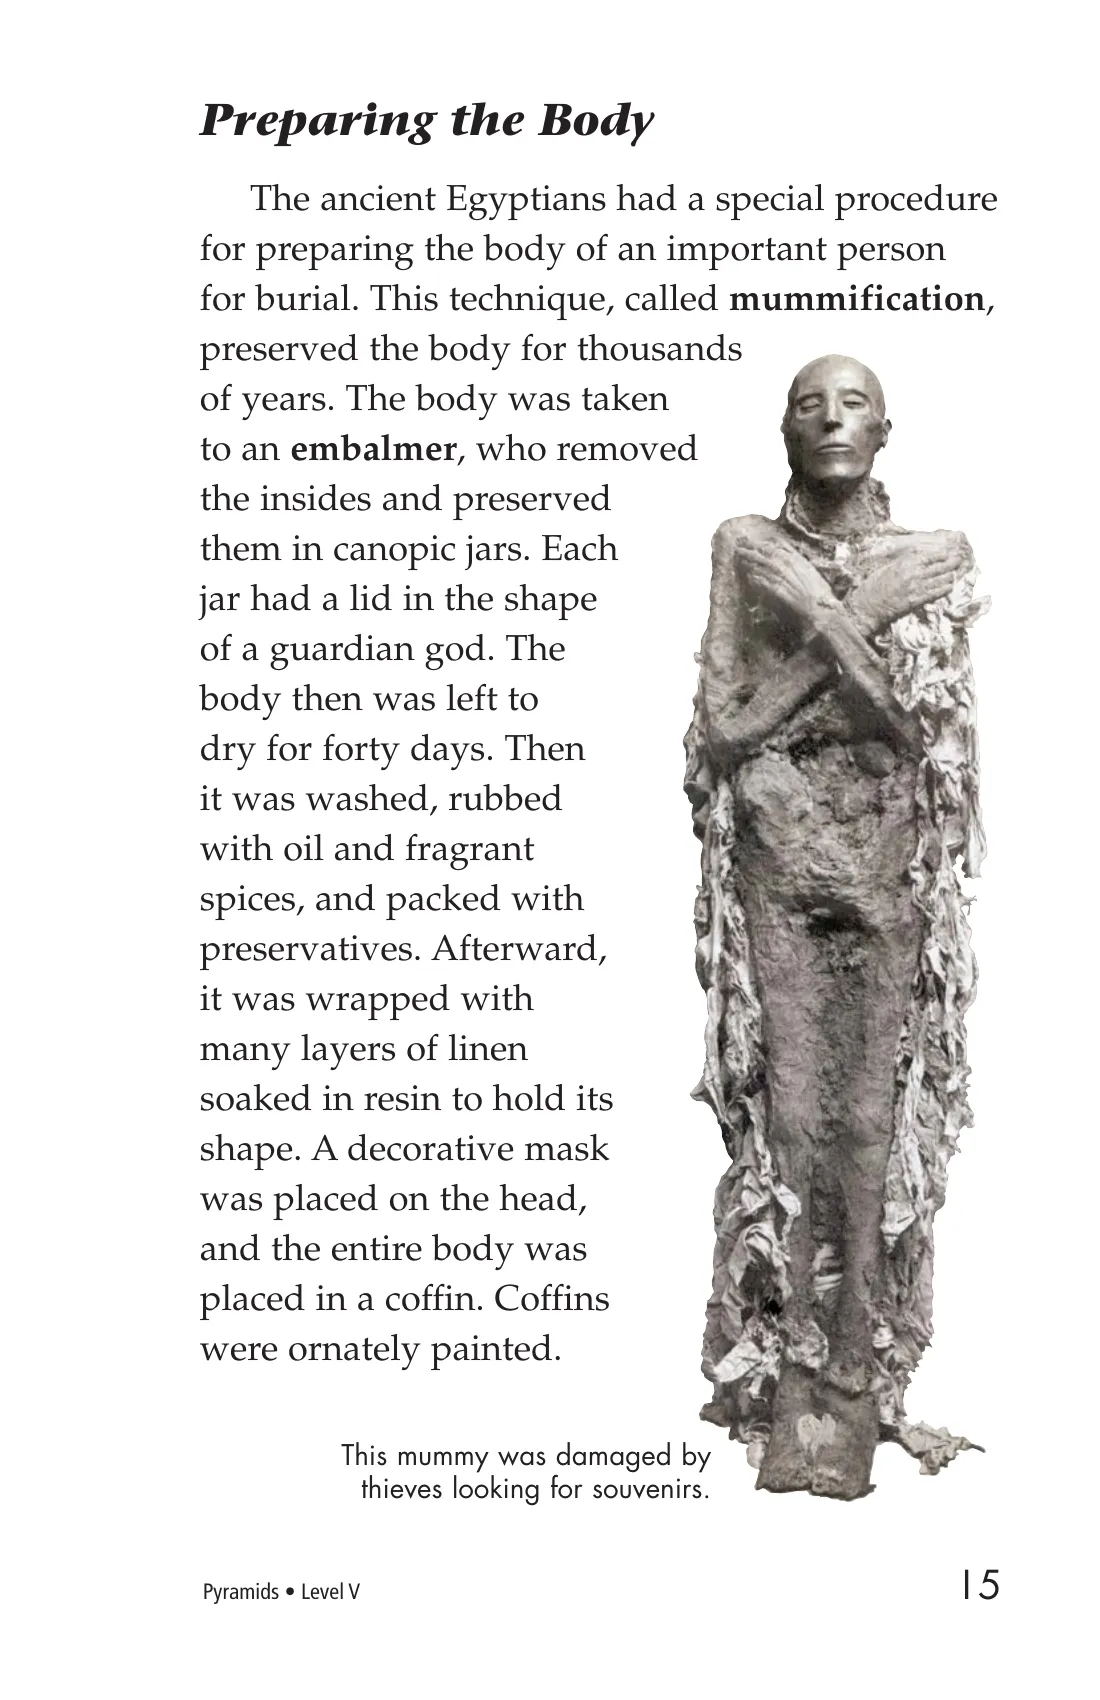 Preparing the Body
The ancient Egyptians had a special procedure
for preparing the body of an important person
for burial. This technique, called mummification,
preserved the body for thousands
of years. The body was taken
to an embalmer, who removed
the insides and preserved
them in canopic jars. Each
jar had a lid in the shape
of a guardian god. The
body then was left to
dry for forty days. Then
it was washed, rubbed
with oil and fragrant
spices, and packed with
preservatives. Afterward,
it was wrapped with
many layers of linen
soaked in resin to hold its
shape. A decorative mask
was placed on the head,
and the entire body was
placed in a coffin. Coffins
were ornately painted.
This mummy was damaged by
thieves looking for souvenirs.
Pyramids • Level V
15